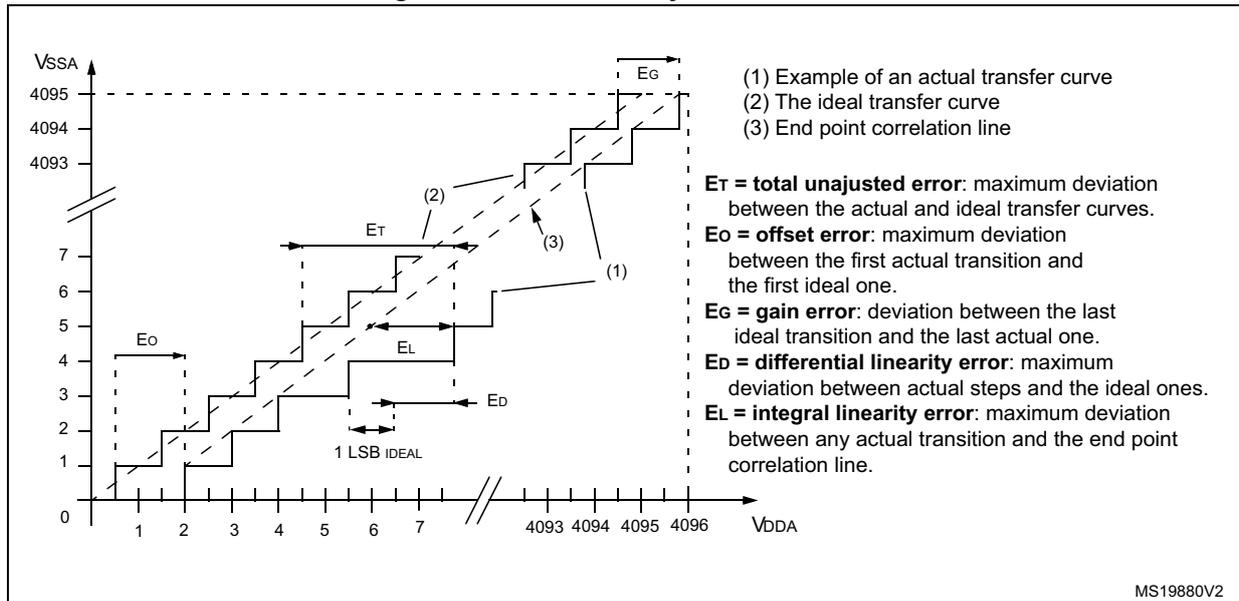 VSSA
EG
4095
4094
4093
(1) Example of an actual transfer curve
(2) The ideal transfer curve
(3) End point correlation line
(2)
(3)
(1)
ET
7
6
5
4
3
2
1
0
EO
EL
ED
1 LSB IDEAL
1 2 3 4 5 6 7 4093 4094 4095 4096
VDDA
ET = total unajusted error: maximum deviation
between the actual and ideal transfer curves.
EO = offset error: maximum deviation
between the first actual transition and
the first ideal one.
EG = gain error: deviation between the last
ideal transition and the last actual one.
ED = differential linearity error: maximum
deviation between actual steps and the ideal ones.
EL = integral linearity error: maximum deviation
between any actual transition and the end point
correlation line.
MS19880V2